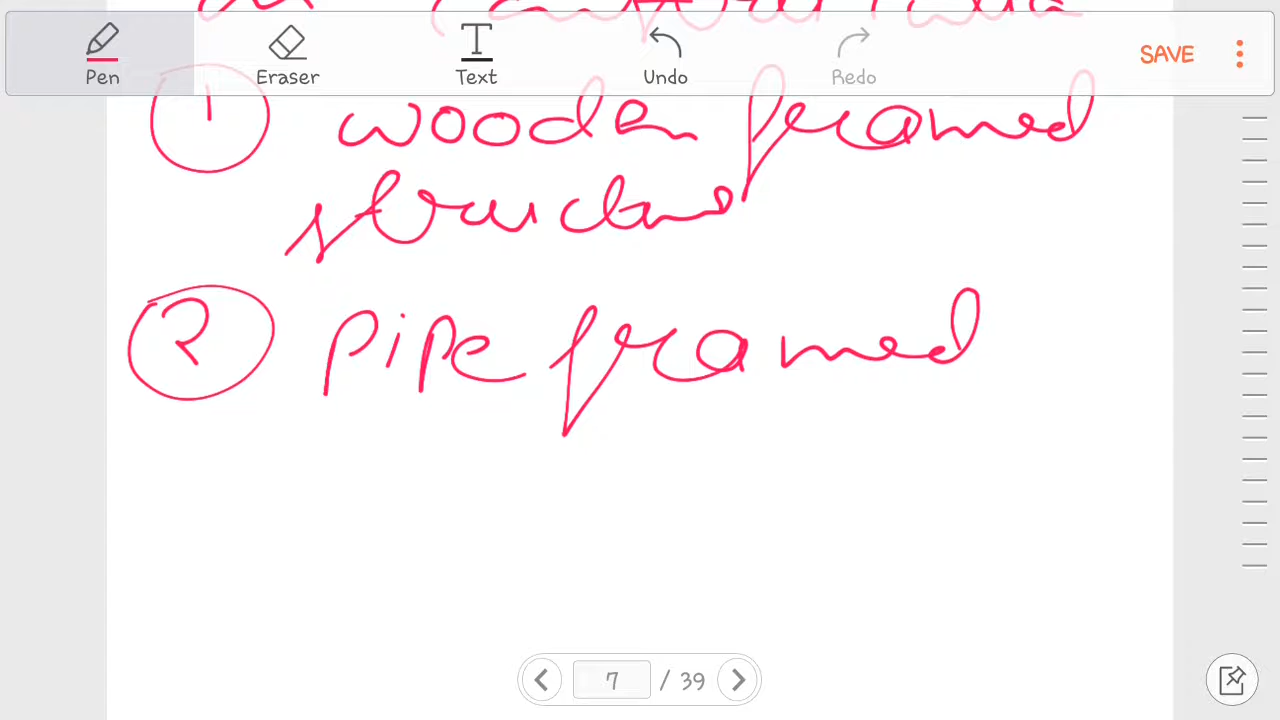 Pen
Eraser
Text
Undo
Redo
SAVE
① wooden framed
structure
② pipe framed
7 / 39